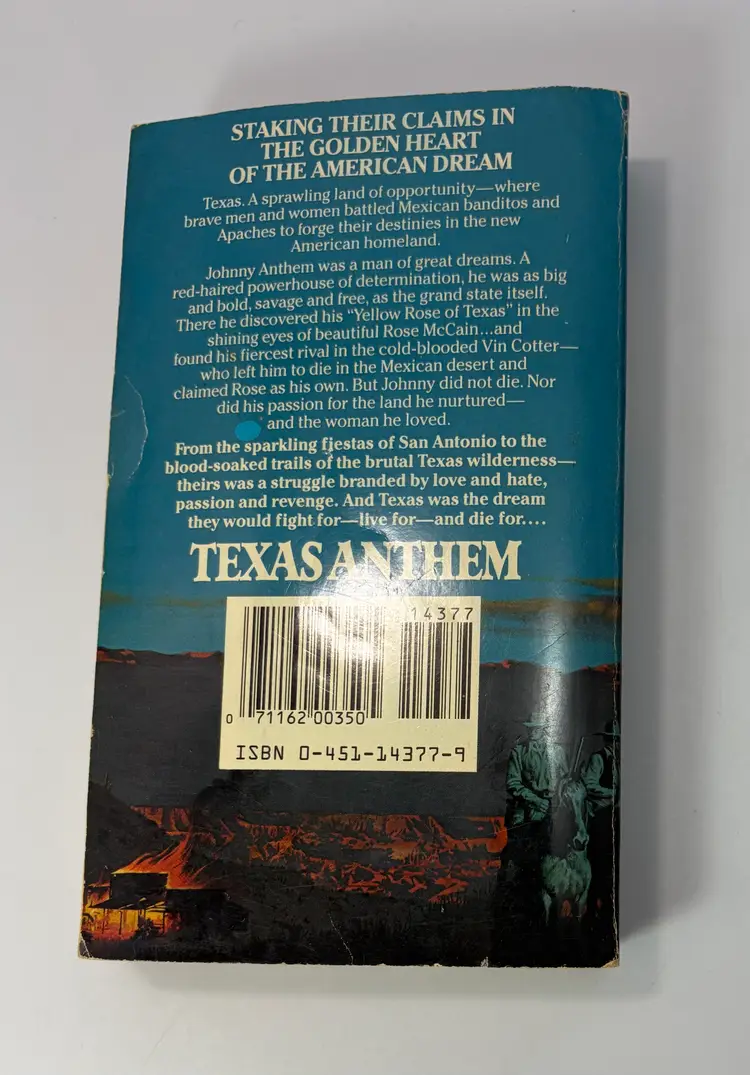 STAKING THEIR CLAIMS IN
THE GOLDEN HEART
OF THE AMERICAN DREAM
Texas. A sprawling land of opportunity—where
brave men and women battled Mexican banditos and
Apaches to forge their destinies in the new
American homeland.
Johnny Anthem was a man of great dreams. A
red-haired powerhouse of determination, he was as big
and bold, savage and free, as the grand state itself.
There he discovered his "Yellow Rose of Texas" in the
shining eyes of beautiful Rose McCain...and
found his fiercest rival in the cold-blooded Vin Cotter—
who left him to die in the Mexican desert and
claimed Rose as his own. But Johnny did not die. Nor
did his passion for the land he nurtured—
and the woman he loved.
From the sparkling fiestas of San Antonio to the
blood-soaked trails of the brutal Texas wilderness—
theirs was a struggle branded by love and hate,
passion and revenge. And Texas was the dream
they would fight for—live for—and die for....
TEXAS ANTHEM
14377
0 71162 00350
ISBN 0-451-14377-9